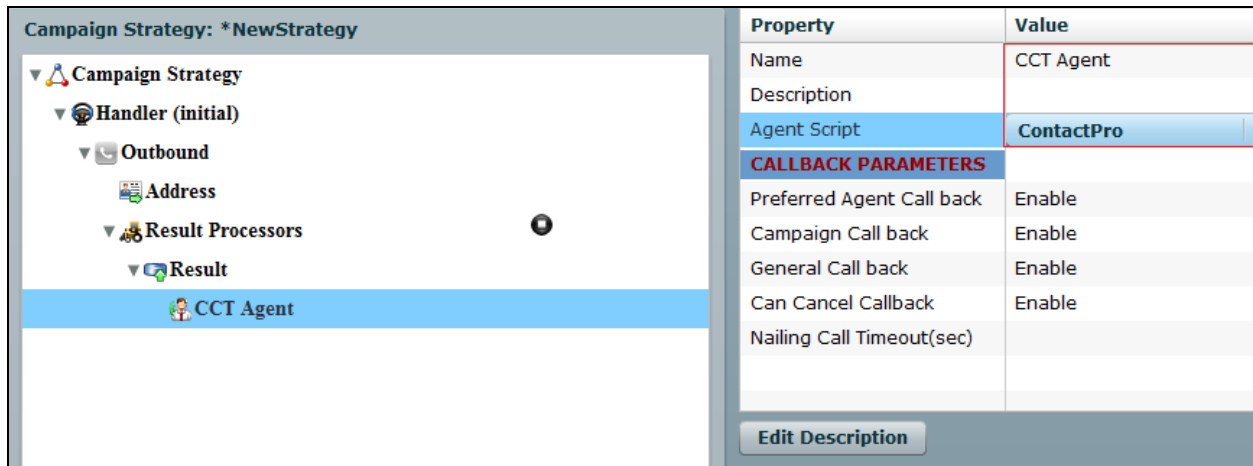 Campaign Strategy: *NewStrategy
Campaign Strategy
Handler (initial)
Outbound
Address
Result Processors
Result
CCT Agent
Property Value
Name CCT Agent
Description
Agent Script ContactPro
CALLBACK PARAMETERS
Preferred Agent Call back Enable
Campaign Call back Enable
General Call back Enable
Can Cancel Callback Enable
Nailing Call Timeout(sec)
Edit Description